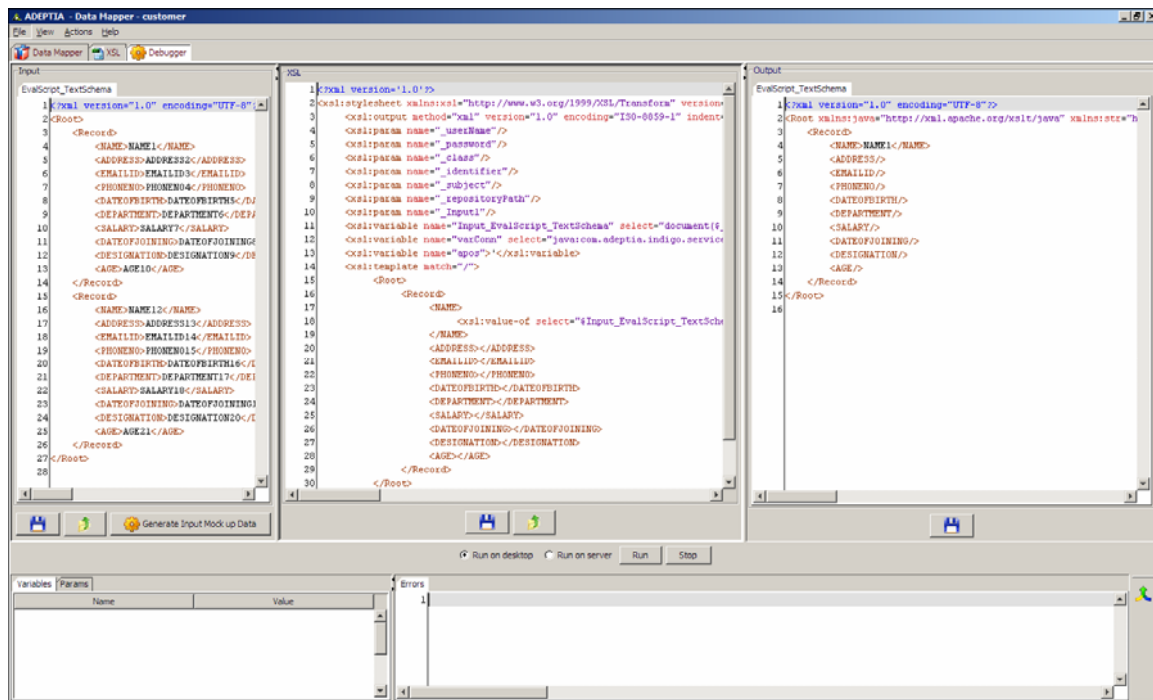 ADEPTIA - Data Mapper - customer
File View Actions Help
Data Mapper XSL Debugger
Input
EvalScript_TextSchema
1 <?xml version="1.0" encoding="UTF-8"?
2 <Root>
3 <Record>
4 <NAME>NAME1</NAME>
5 <ADDRESS>ADDRESS2</ADDRESS>
6 <EMAILID>EMAILID3</EMAILID>
7 <PHONENO>PHONENO4</PHONENO>
8 <DATEOFBIRTH>DATEOFBIRTH5</DA
9 <DEPARTMENT>DEPARTMENT6</DEPA
10 <SALARY>SALARY7</SALARY>
11 <DATEOFJOINING>DATEOFJOINING8
12 <DESIGNATION>DESIGNATION9</DE
13 <AGE>AGE10</AGE>
14 </Record>
15 <Record>
16 <NAME>NAME12</NAME>
17 <ADDRESS>ADDRESS13</ADDRESS>
18 <EMAILID>EMAILID14</EMAILID>
19 <PHONENO>PHONENO15</PHONENO>
20 <DATEOFBIRTH>DATEOFBIRTH16</D
21 <DEPARTMENT>DEPARTMENT17</DEP
22 <SALARY>SALARY18</SALARY>
23 <DATEOFJOINING>DATEOFJOINING1
24 <DESIGNATION>DESIGNATION20</D
25 <AGE>AGE21</AGE>
26 </Record>
27 </Root>
28
Generate Input Mock up Data
XSL
1 <?xml version='1.0'?>
2 <xsl:stylesheet xmlns:xsl="http://www.w3.org/1999/XSL/Transform" version=
3 <xsl:output method="xml" version="1.0" encoding="ISO-8859-1" indent
4 <xsl:param name="_userName"/>
5 <xsl:param name="_password"/>
6 <xsl:param name="_class"/>
7 <xsl:param name="_identifier"/>
8 <xsl:param name="_subject"/>
9 <xsl:param name="_repositoryPath"/>
10 <xsl:param name="_Input1"/>
11 <xsl:variable name="Input_EvalScript_TextSchema" select="document($_
12 <xsl:variable name="varConn" select="java:com.adeptia.indigo.service
13 <xsl:variable name="apos">'</xsl:variable>
14 <xsl:template match="/">
15 <Root>
16 <Record>
17 <NAME>
18 <xsl:value-of select="$Input_EvalScript_TextSche
19 </NAME>
20 <ADDRESS></ADDRESS>
21 <EMAILID></EMAILID>
22 <PHONENO></PHONENO>
23 <DATEOFBIRTH></DATEOFBIRTH>
24 <DEPARTMENT></DEPARTMENT>
25 <SALARY></SALARY>
26 <DATEOFJOINING></DATEOFJOINING>
27 <DESIGNATION></DESIGNATION>
28 <AGE></AGE>
29 </Record>
30 </Root>
Output
EvalScript_TextSchema
1 <?xml version="1.0" encoding="UTF-8"?>
2 <Root xmlns:java="http://xml.apache.org/xslt/java" xmlns:str="h
3 <Record>
4 <NAME>NAME1</NAME>
5 <ADDRESS/>
6 <EMAILID/>
7 <PHONENO/>
8 <DATEOFBIRTH/>
9 <DEPARTMENT/>
10 <SALARY/>
11 <DATEOFJOINING/>
12 <DESIGNATION/>
13 <AGE/>
14 </Record>
15 </Root>
16
Run on desktop Run on server Run Stop
Variables Params
Name Value
Errors
1